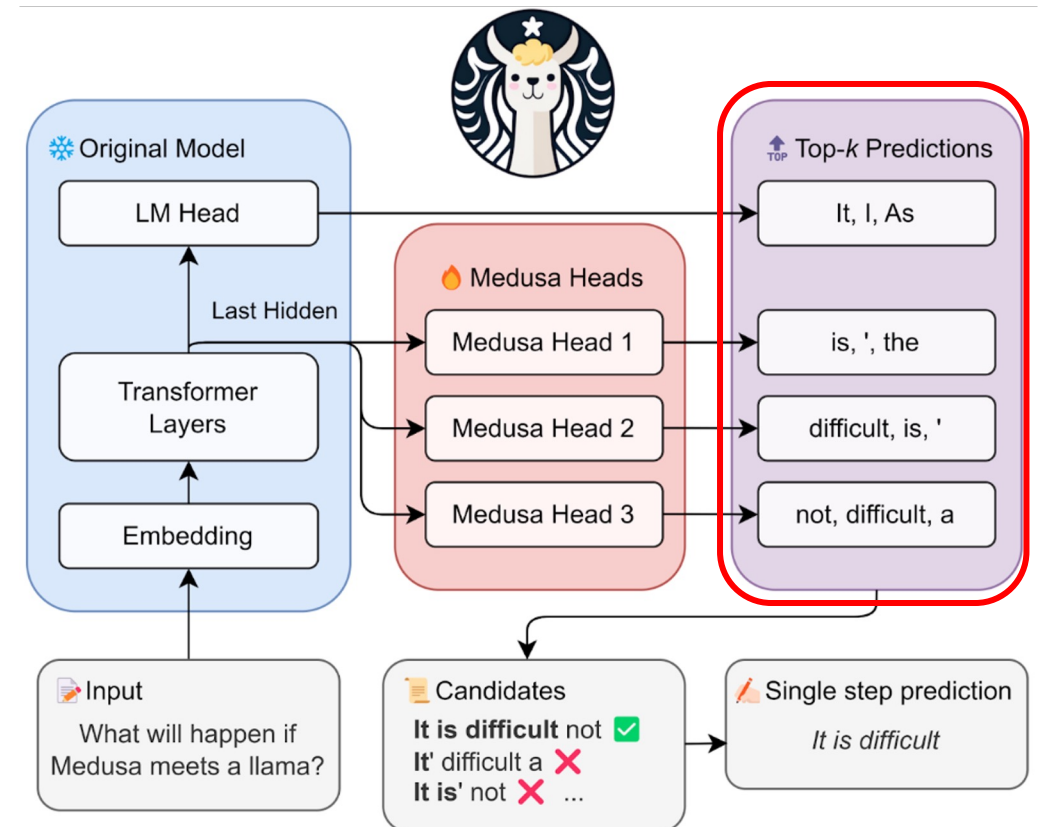 Original Model
LM Head
Last Hidden
Transformer
Layers
Embedding
Medusa Heads
Medusa Head 1
Medusa Head 2
Medusa Head 3
TOP Top-k Predictions
It, I, As
is, ', the
difficult, is, '
not, difficult, a
Input
What will happen if
Medusa meets a llama?
Candidates
It is difficult not ✅
It' difficult a ❌
It is' not ❌ ...
Single step prediction
It is difficult